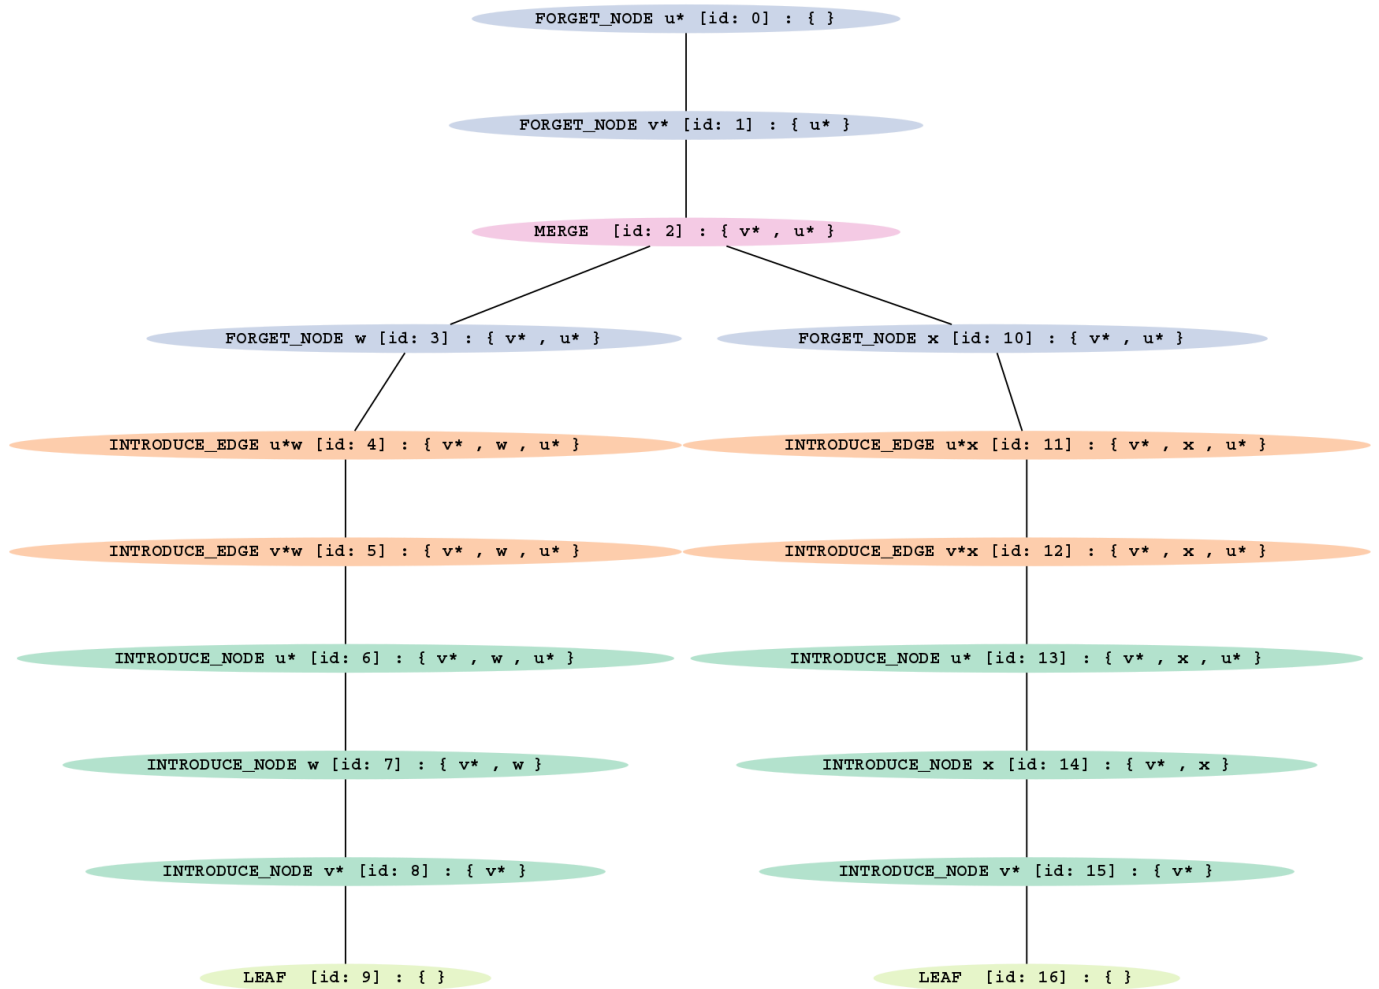 FORGET_NODE u* [id: 0] : { }
FORGET_NODE v* [id: 1] : { u* }
MERGE  [id: 2] : { v* , u* }
FORGET_NODE w [id: 3] : { v* , u* }
FORGET_NODE x [id: 10] : { v* , u* }
INTRODUCE_EDGE u*w [id: 4] : { v* , w , u* }
INTRODUCE_EDGE u*x [id: 11] : { v* , x , u* }
INTRODUCE_EDGE v*w [id: 5] : { v* , w , u* }
INTRODUCE_EDGE v*x [id: 12] : { v* , x , u* }
INTRODUCE_NODE u* [id: 6] : { v* , w , u* }
INTRODUCE_NODE u* [id: 13] : { v* , x , u* }
INTRODUCE_NODE w [id: 7] : { v* , w }
INTRODUCE_NODE x [id: 14] : { v* , x }
INTRODUCE_NODE v* [id: 8] : { v* }
INTRODUCE_NODE v* [id: 15] : { v* }
LEAF  [id: 9] : { }
LEAF  [id: 16] : { }